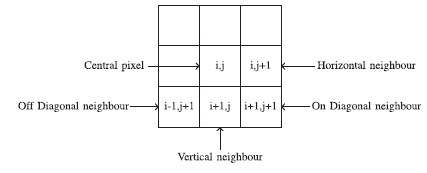 Central pixel
i,j
i,j+1
Horizontal neighbour
Off Diagonal neighbour
i-1,j+1
i+1,j
i+1,j+1
On Diagonal neighbour
Vertical neighbour